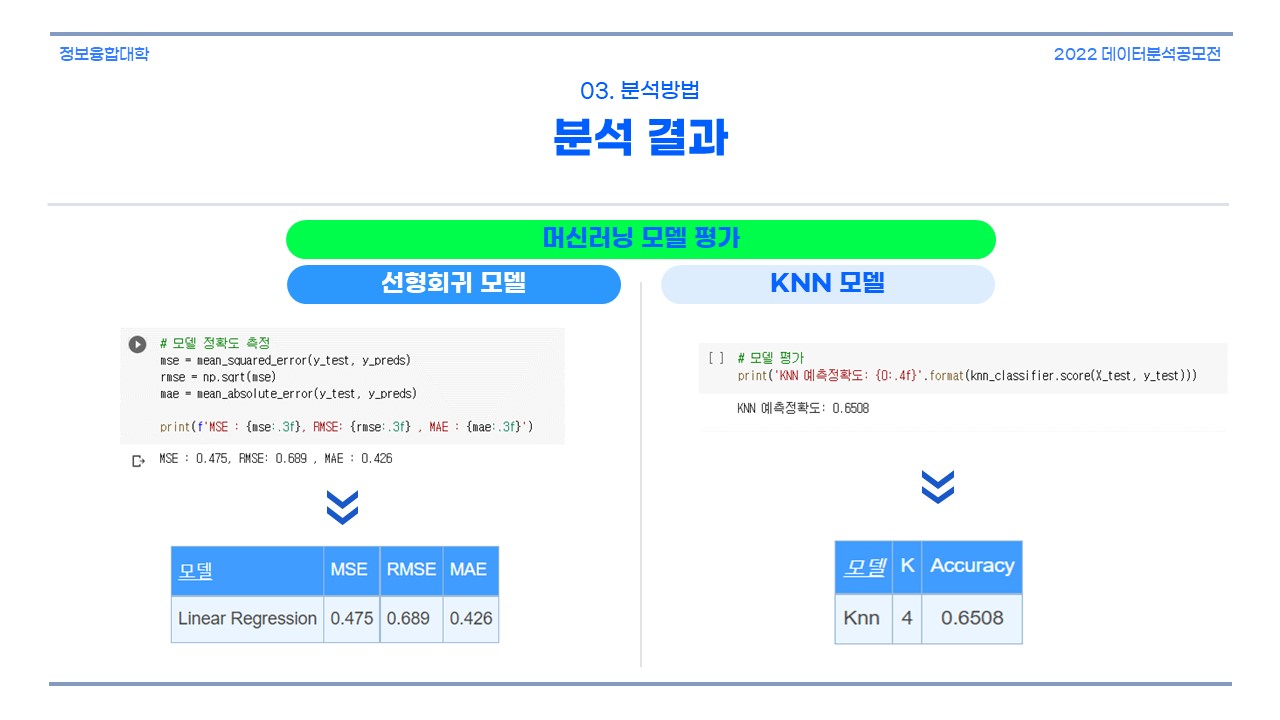 정보융합대학
2022 데이터분석공모전
03. 분석방법
분석 결과
머신러닝 모델 평가
선형회귀 모델
# 모델 정확도 측정
mse = mean_squared_error(y_test, y_preds)
rmse = np.sqrt(mse)
mae = mean_absolute_error(y_test, y_preds)
print(f'MSE : {mse:.3f}, RMSE: {rmse:.3f} , MAE : {mae:.3f}')
MSE : 0.475, RMSE: 0.689 , MAE : 0.426
모델 MSE RMSE MAE
Linear Regression 0.475 0.689 0.426
KNN 모델
[ ] # 모델 평가
print('KNN 예측정확도: {0:.4f}'.format(knn_classifier.score(X_test, y_test)))
KNN 예측정확도: 0.6508
모델 K Accuracy
Knn 4 0.6508